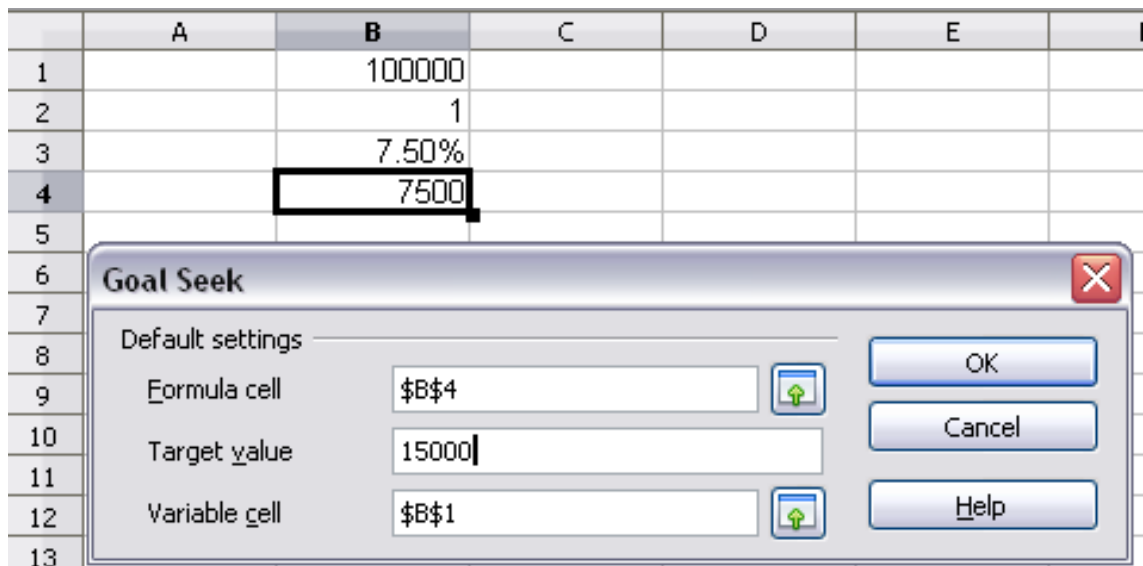 A B C D E
1 100000
2 1
3 7.50%
4 7500
5
6
7
8
9
10
11
12
13
Goal Seek
Default settings
Formula cell $B$4
Target value 15000
Variable cell $B$1
OK
Cancel
Help